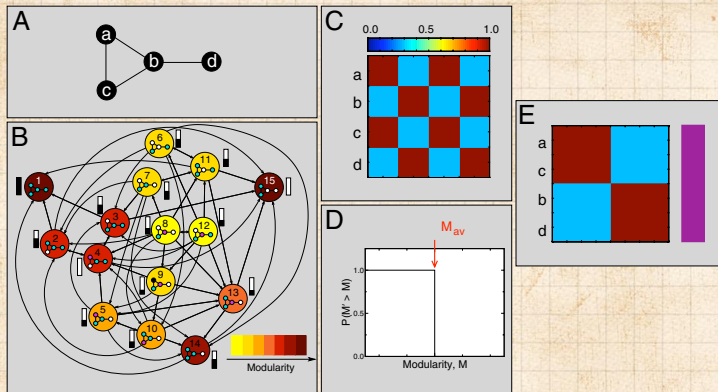 A
a
b
d
c
B
1
2
3
4
5
6
7
8
9
10
11
12
13
14
15
Modularity
C
0.0 0.5 1.0
a
b
c
d
D
M_av
P(M' > M)
1.0
0.5
0.0
Modularity, M
E
a
c
b
d